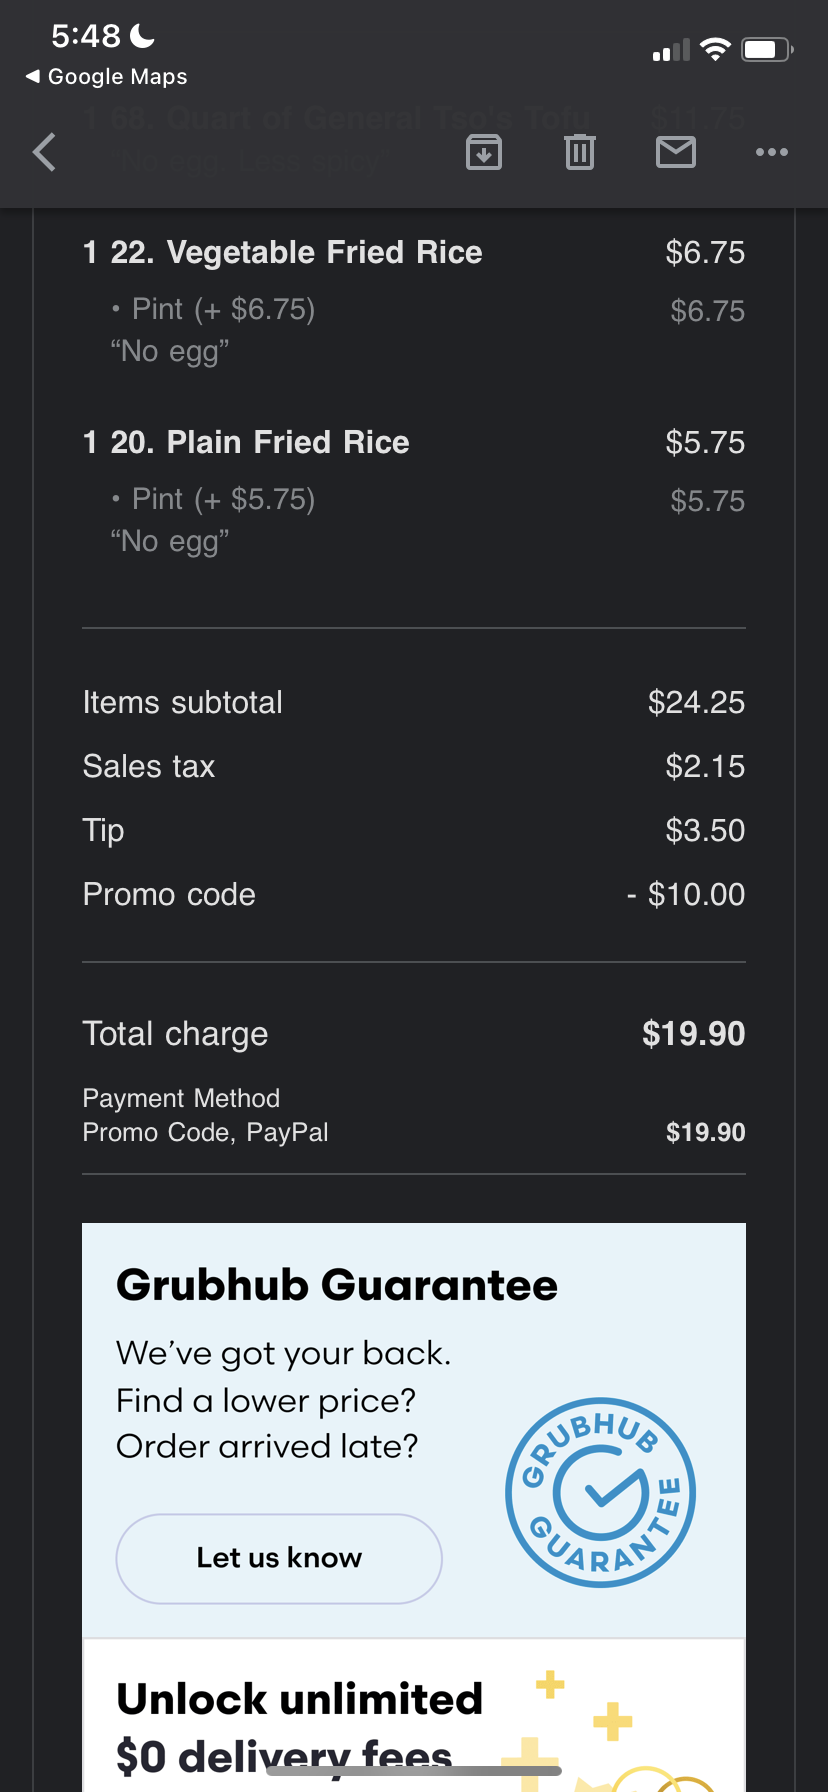 5:48
Google Maps
1 68. Quart of General Tso's Tofu $11.75
"No egg. Less spicy"
1 22. Vegetable Fried Rice $6.75
• Pint (+ $6.75) $6.75
“No egg”
1 20. Plain Fried Rice $5.75
• Pint (+ $5.75) $5.75
“No egg”
Items subtotal $24.25
Sales tax $2.15
Tip $3.50
Promo code - $10.00
Total charge $19.90
Payment Method
Promo Code, PayPal $19.90
Grubhub Guarantee
We’ve got your back.
Find a lower price?
Order arrived late?
GRUBHUB
GUARANTEE
Let us know
Unlock unlimited
$0 delivery fees